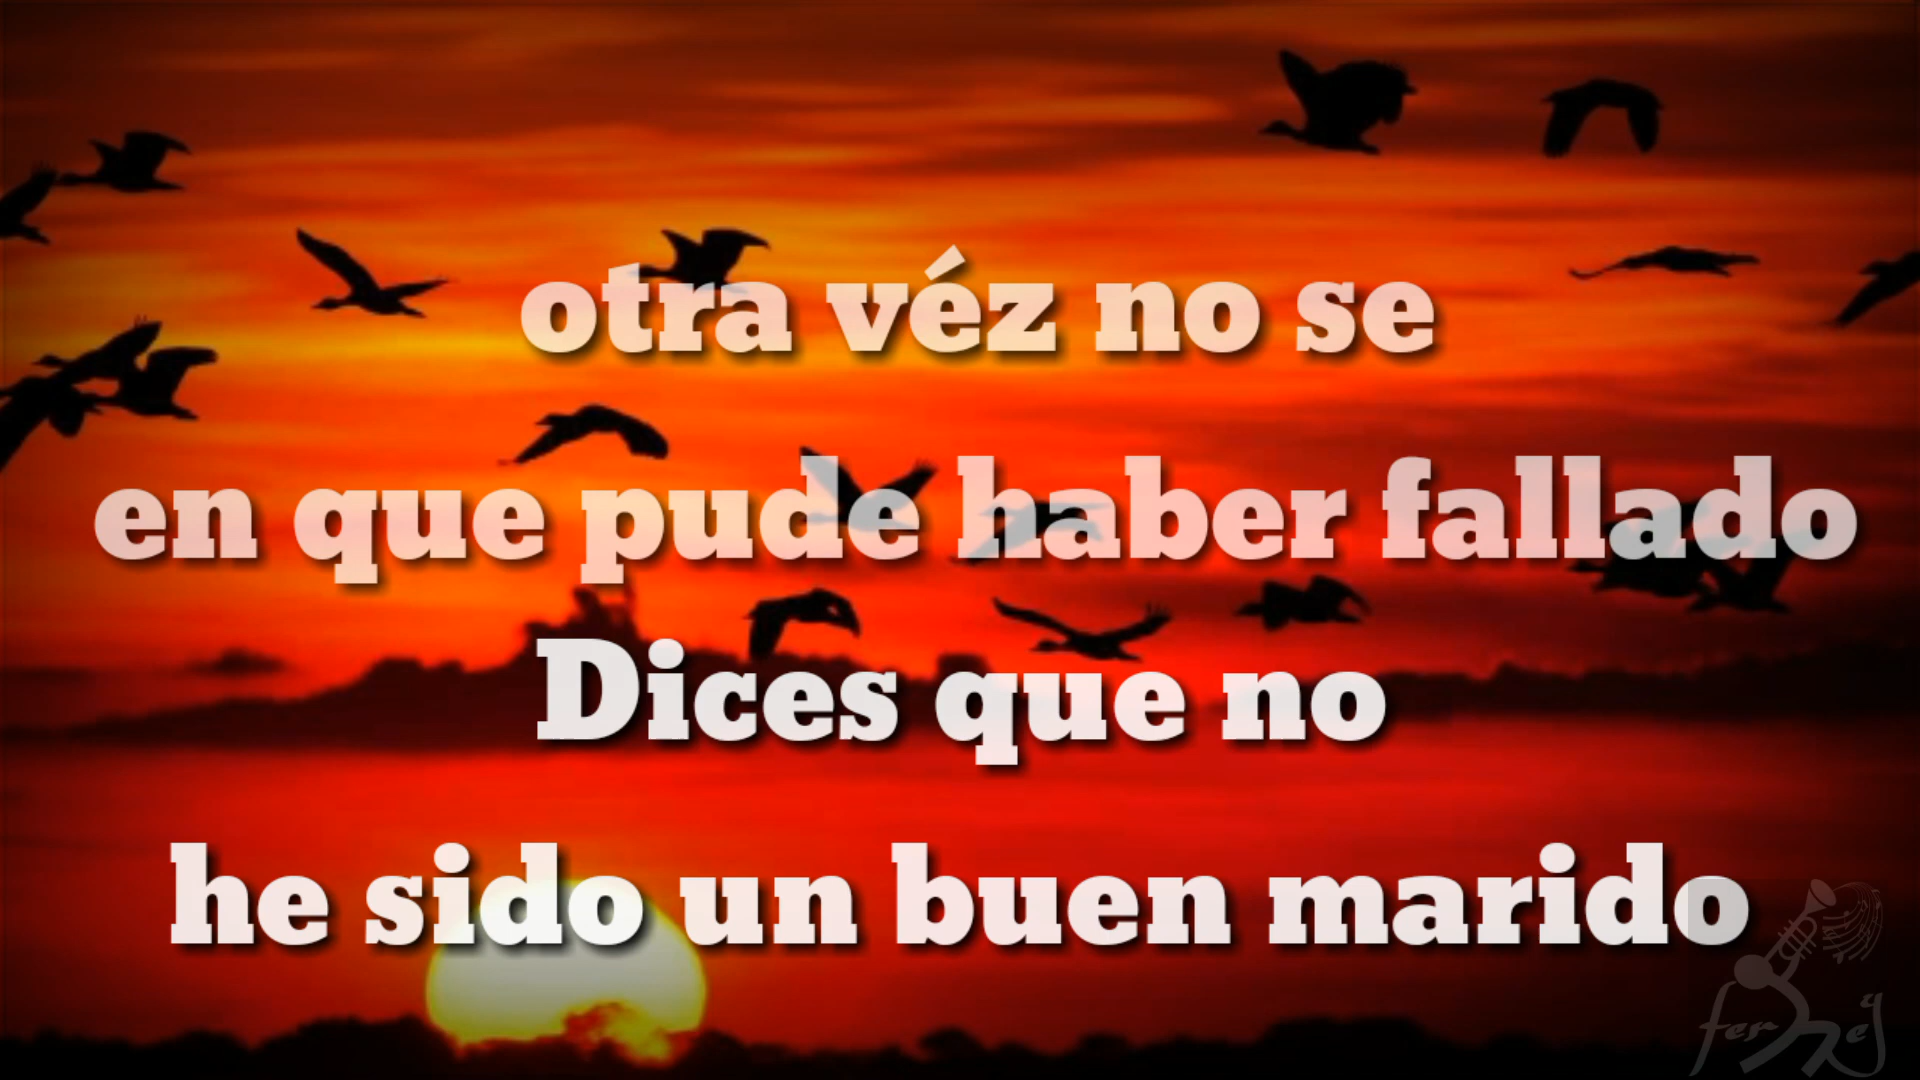 otra véz no se
en que pude haber fallado
Dices que no
he sido un buen marido